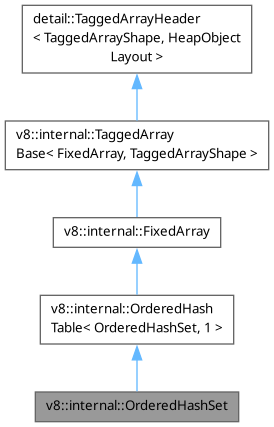 detail::TaggedArrayHeader
< TaggedArrayShape, HeapObject
Layout >
v8::internal::TaggedArray
Base< FixedArray, TaggedArrayShape >
v8::internal::FixedArray
v8::internal::OrderedHash
Table< OrderedHashSet, 1 >
v8::internal::OrderedHashSet